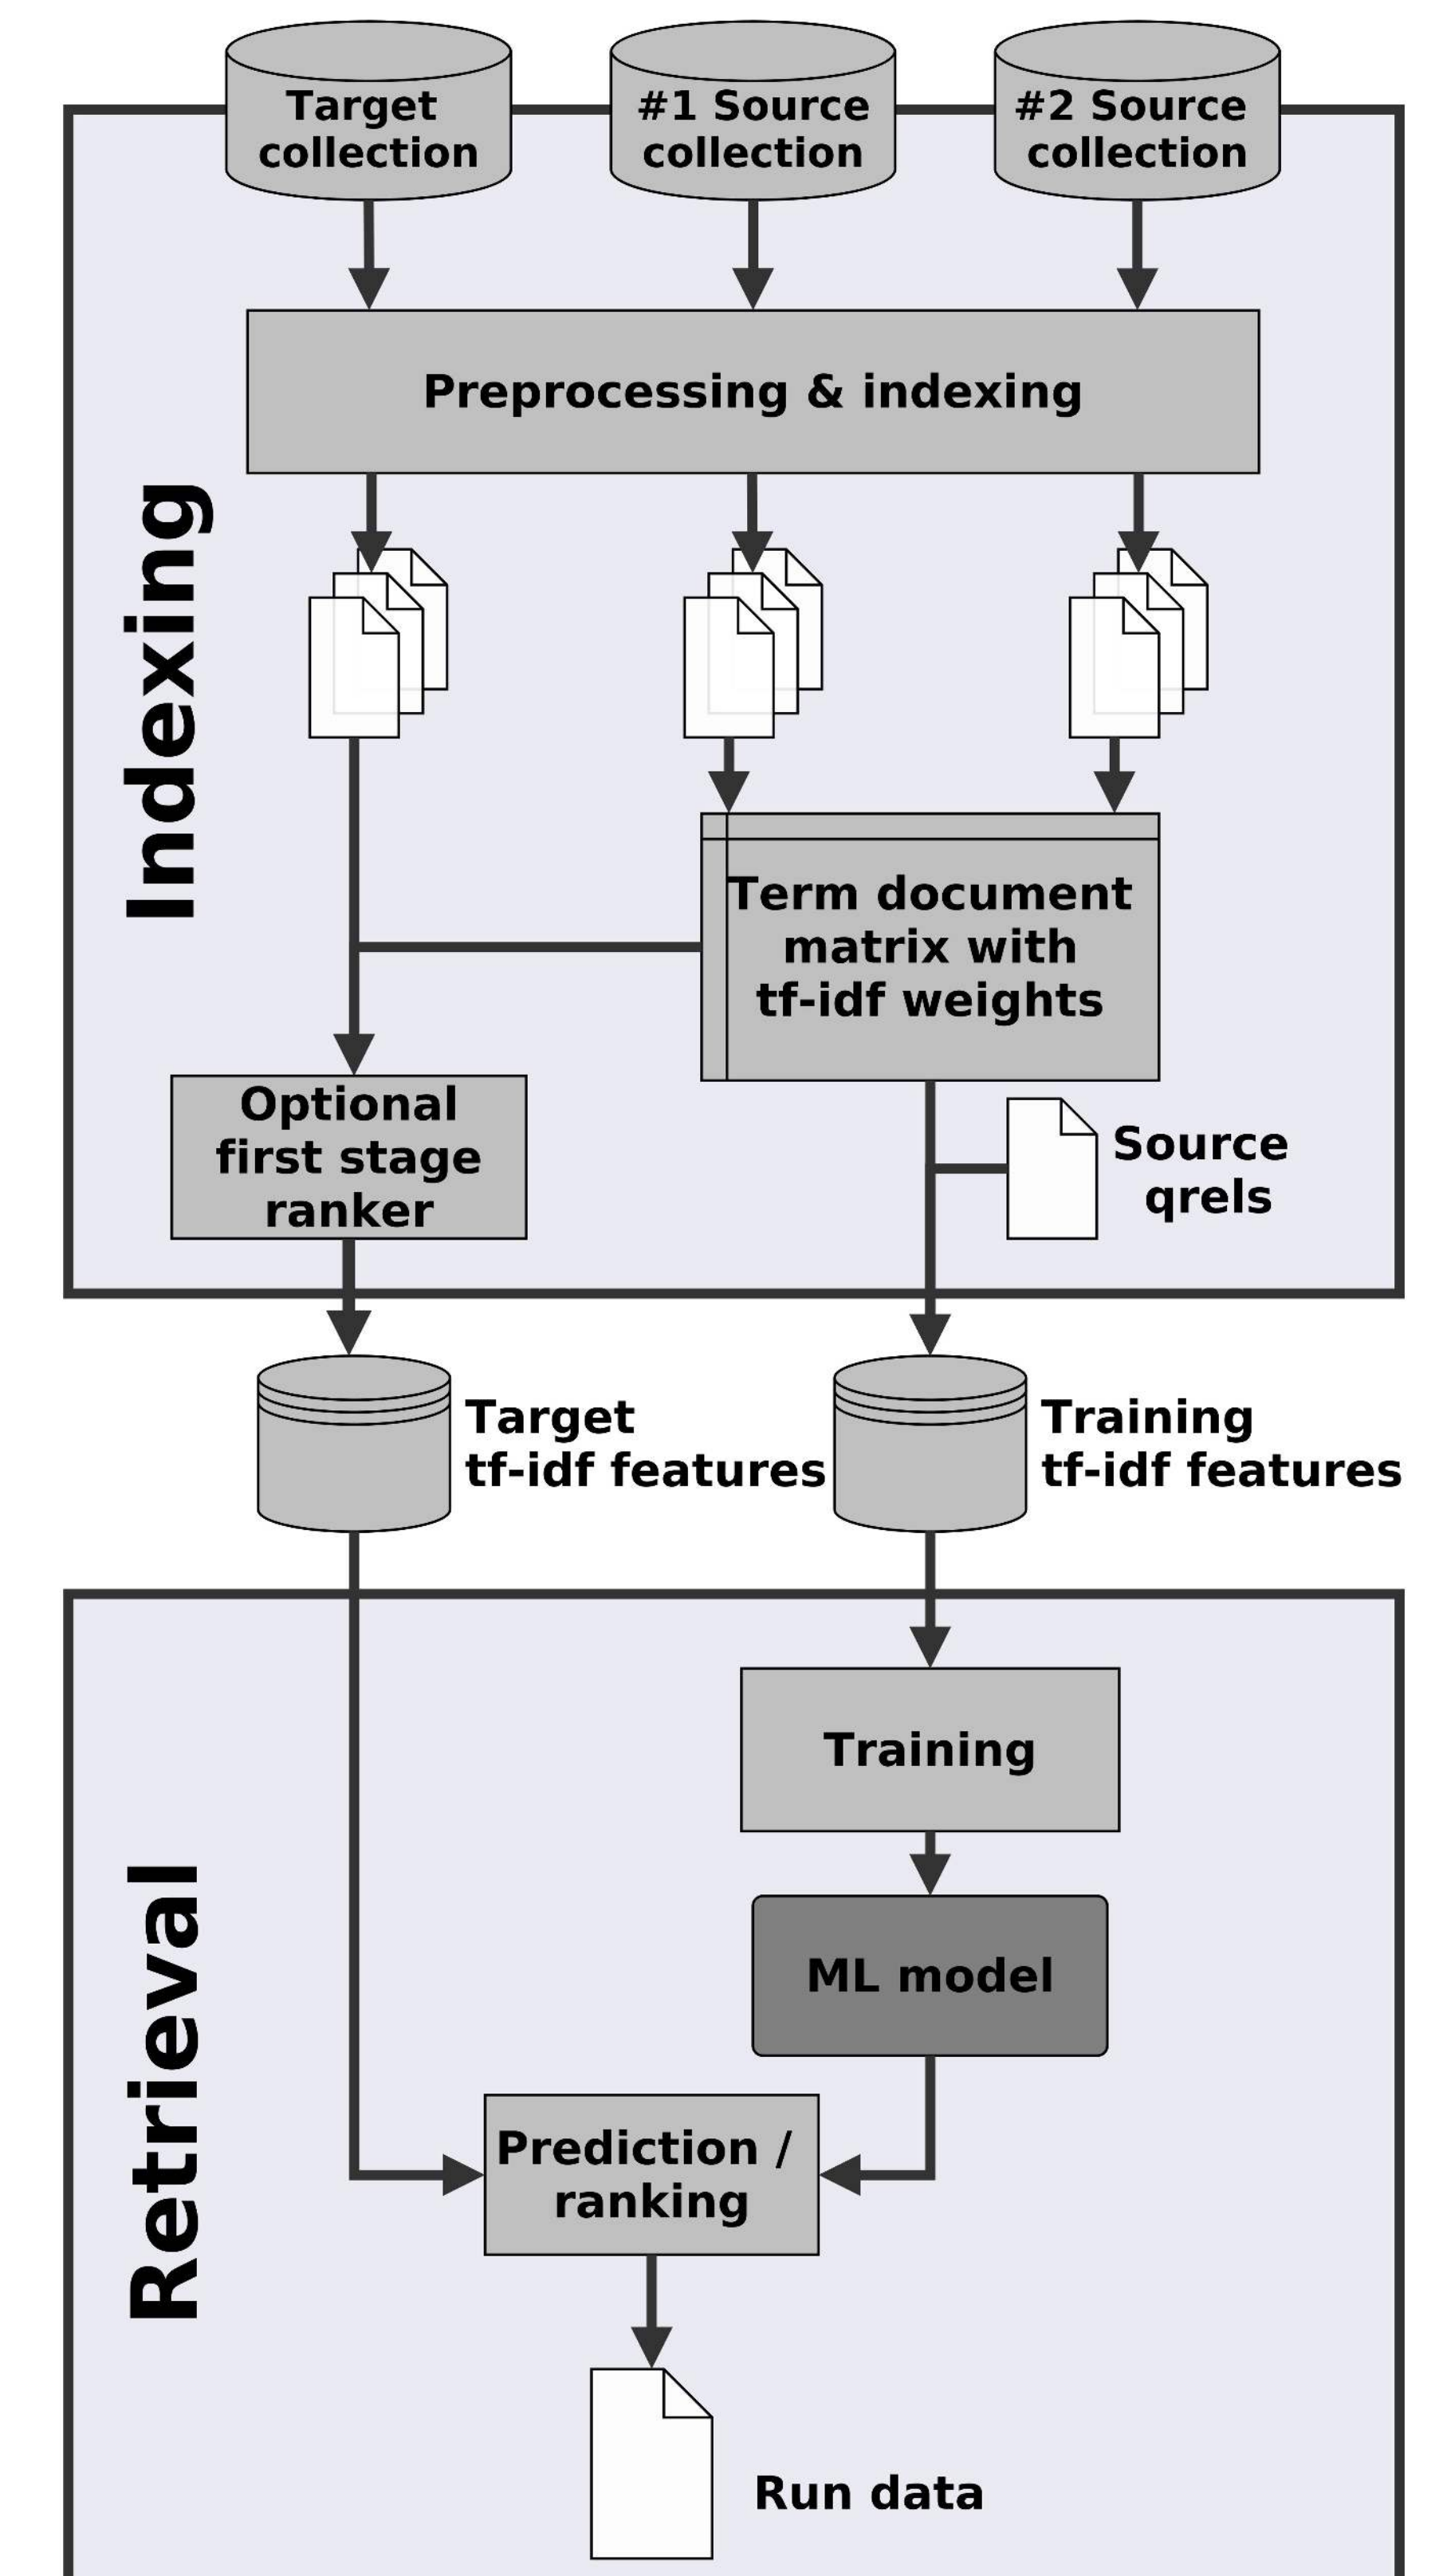 Target
collection
#1 Source
collection
#2 Source
collection
Preprocessing & indexing
Indexing
Term document
matrix with
tf-idf weights
Optional
first stage
ranker
Source
qrels
Target
tf-idf features
Training
tf-idf features
Training
Retrieval
ML model
Prediction /
ranking
Run data